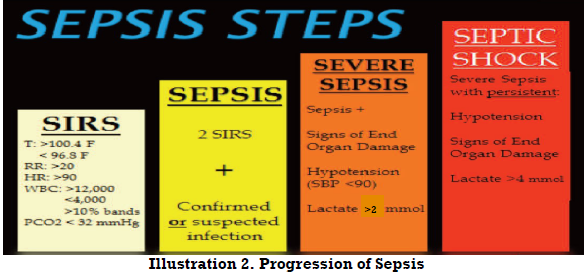 SEPSIS STEPS
SIRS
T: >100.4 F
< 96.8 F
RR: >20
HR: >90
WBC: >12,000
<4,000
>10% bands
PCO2 < 32 mmHg
SEPSIS
2 SIRS
+
Confirmed
or suspected
infection
SEVERE
SEPSIS
Sepsis +
Signs of End
Organ Damage
Hypotension
(SBP <90)
Lactate >2 mmol
SEPTIC
SHOCK
Severe Sepsis
with persistent:
Hypotension
Signs of End
Organ Damage
Lactate >4 mmol
Illustration 2. Progression of Sepsis